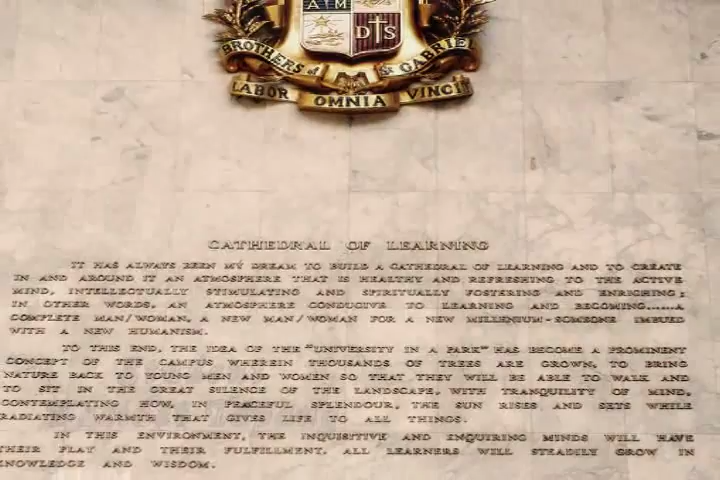 A M
D S
BROTHERS of St GABRIEL
LABOR OMNIA VINCIT
CATHEDRAL OF LEARNING
IT HAS ALWAYS BEEN MY DREAM TO BUILD A CATHEDRAL OF LEARNING AND TO CREATE
IN AND AROUND IT AN ATMOSPHERE THAT IS HEALTHY AND REFRESHING TO THE ACTIVE
MIND, INTELLECTUALLY STIMULATING AND SPIRITUALLY FOSTERING AND ENRICHING;
IN OTHER WORDS, AN ATMOSPHERE CONDUCIVE TO LEARNING AND BECOMING......A
COMPLETE MAN/WOMAN, A NEW MAN/WOMAN FOR A NEW MILLENIUM-SOMEONE IMBUED
WITH A NEW HUMANISM.
TO THIS END, THE IDEA OF THE "UNIVERSITY IN A PARK" HAS BECOME A PROMINENT
CONCEPT OF THE CAMPUS WHEREIN THOUSANDS OF TREES ARE GROWN, TO BRING
NATURE BACK TO YOUNG MEN AND WOMEN SO THAT THEY WILL BE ABLE TO WALK AND
TO SIT IN THE GREAT SILENCE OF THE LANDSCAPE, WITH TRANQUILITY OF MIND,
CONTEMPLATING HOW, IN PEACEFUL SPLENDOUR, THE SUN RISES AND SETS WHILE
RADIATING WARMTH THAT GIVES LIFE TO ALL THINGS.
IN THIS ENVIRONMENT, THE INQUISITIVE AND ENQUIRING MINDS WILL HAVE
THEIR PLAY AND THEIR FULFILLMENT. ALL LEARNERS WILL STEADILY GROW IN
KNOWLEDGE AND WISDOM.